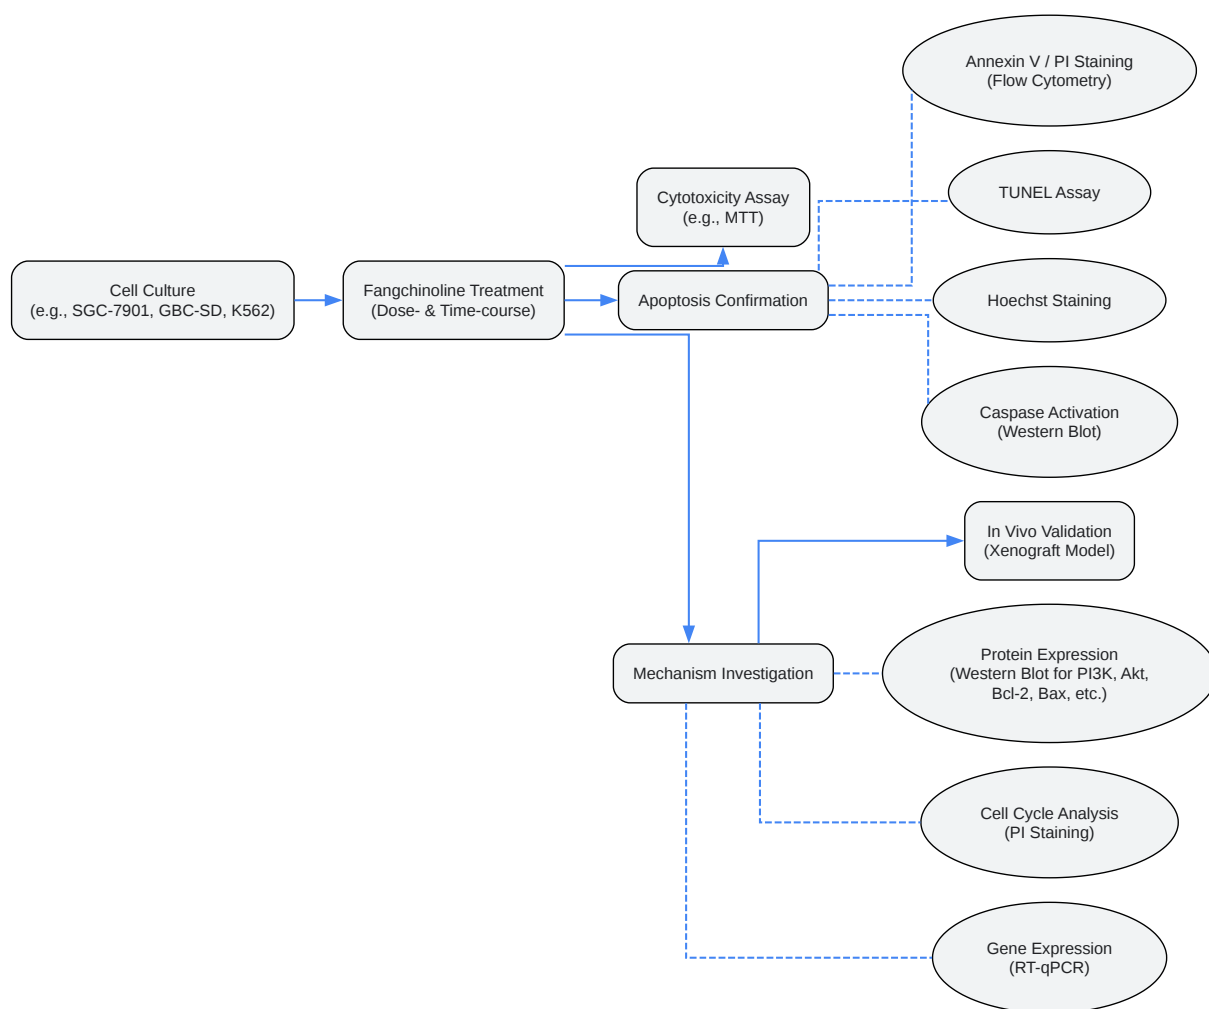 Annexin V / PI Staining
(Flow Cytometry)
TUNEL Assay
Cytotoxicity Assay
(e.g., MTT)
Cell Culture
(e.g., SGC-7901, GBC-SD, K562)
Fangchinoline Treatment
(Dose- & Time-course)
Apoptosis Confirmation
Hoechst Staining
Caspase Activation
(Western Blot)
In Vivo Validation
(Xenograft Model)
Mechanism Investigation
Protein Expression
(Western Blot for PI3K, Akt,
Bcl-2, Bax, etc.)
Cell Cycle Analysis
(PI Staining)
Gene Expression
(RT-qPCR)